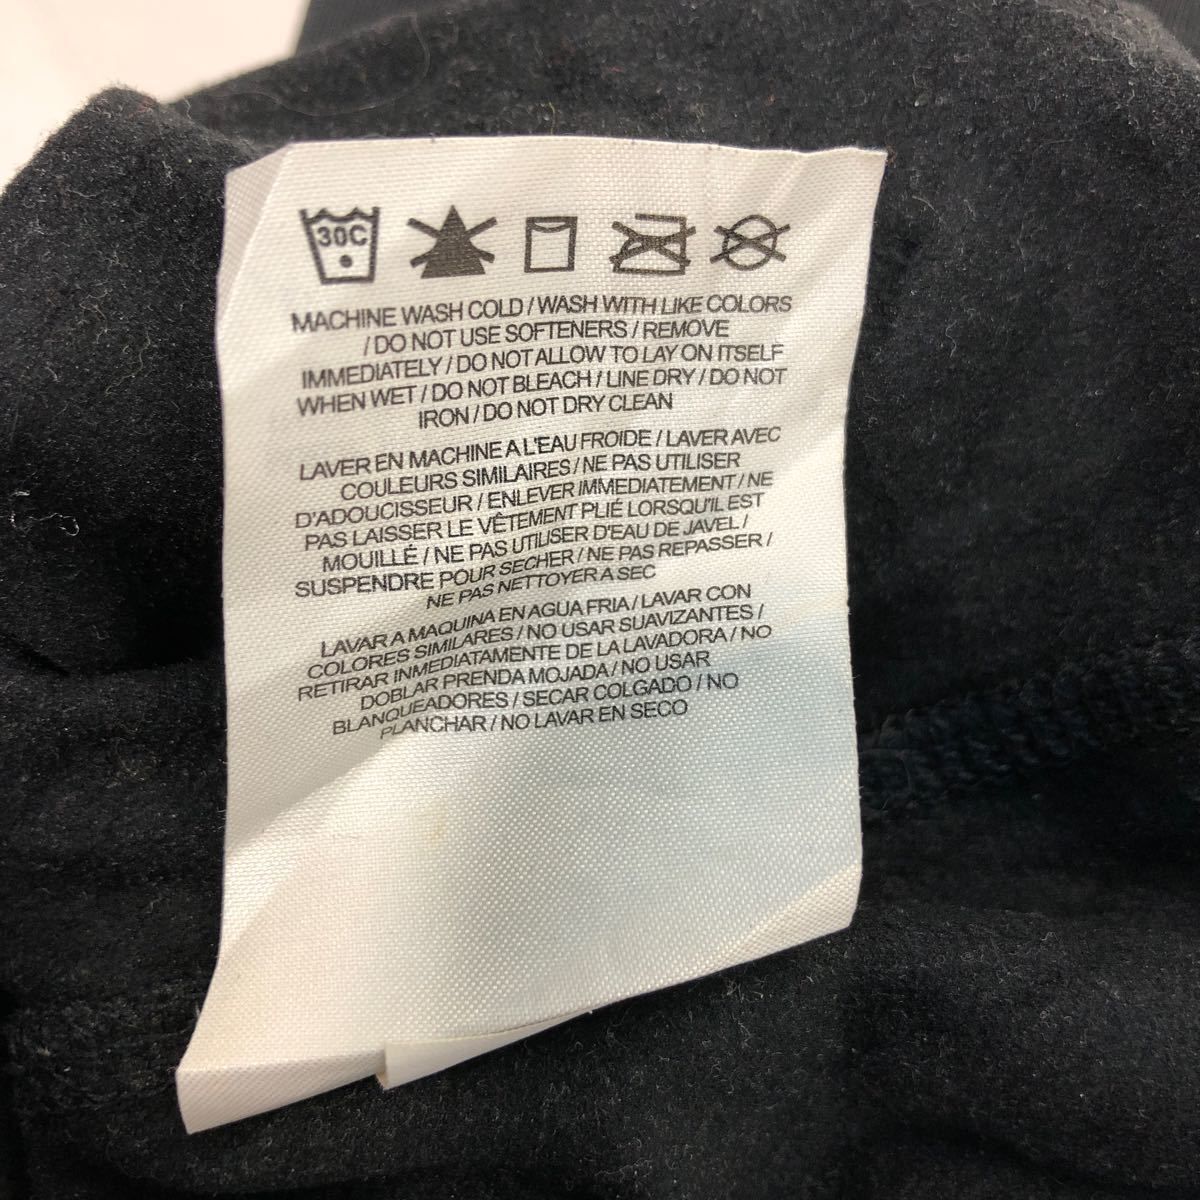 30C
MACHINE WASH COLD / WASH WITH LIKE COLORS
/ DO NOT USE SOFTENERS / REMOVE
IMMEDIATELY / DO NOT ALLOW TO LAY ON ITSELF
WHEN WET / DO NOT BLEACH / LINE DRY / DO NOT
IRON / DO NOT DRY CLEAN
LAVER EN MACHINE A L'EAU FROIDE / LAVER AVEC
COULEURS SIMILAIRES / NE PAS UTILISER
D'ADOUCISSEUR / ENLEVER IMMEDIATEMENT / NE
PAS LAISSER LE VÊTEMENT PLIÉ LORSQU'IL EST
MOUILLÉ / NE PAS UTILISER D'EAU DE JAVEL /
SUSPENDRE POUR SECHER / NE PAS REPASSER /
NE PAS NETTOYER A SEC
LAVAR A MAQUINA EN AGUA FRIA / LAVAR CON
COLORES SIMILARES / NO USAR SUAVIZANTES /
RETIRAR INMEDIATAMENTE DE LA LAVADORA / NO
DOBLAR PRENDA MOJADA / NO USAR
BLANQUEADORES / SECAR COLGADO / NO
PLANCHAR / NO LAVAR EN SECO